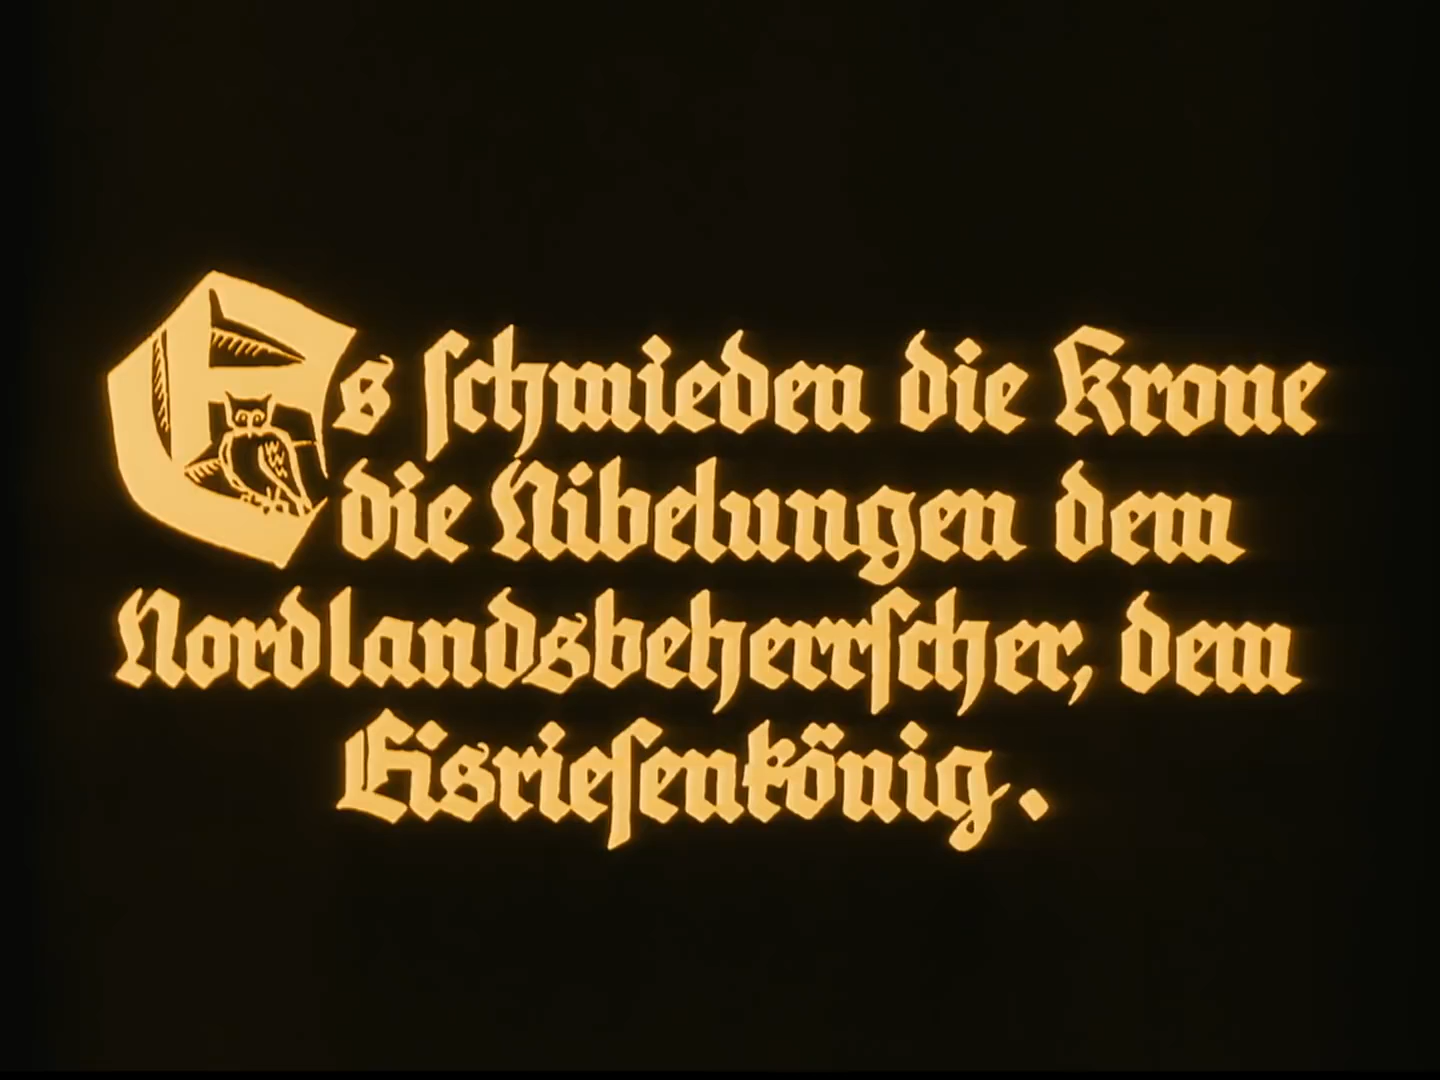 Es ſchmieden die Krone
die Nibelungen dem
Nordlandsbeherrſcher, dem
Eisrieſenkönig.